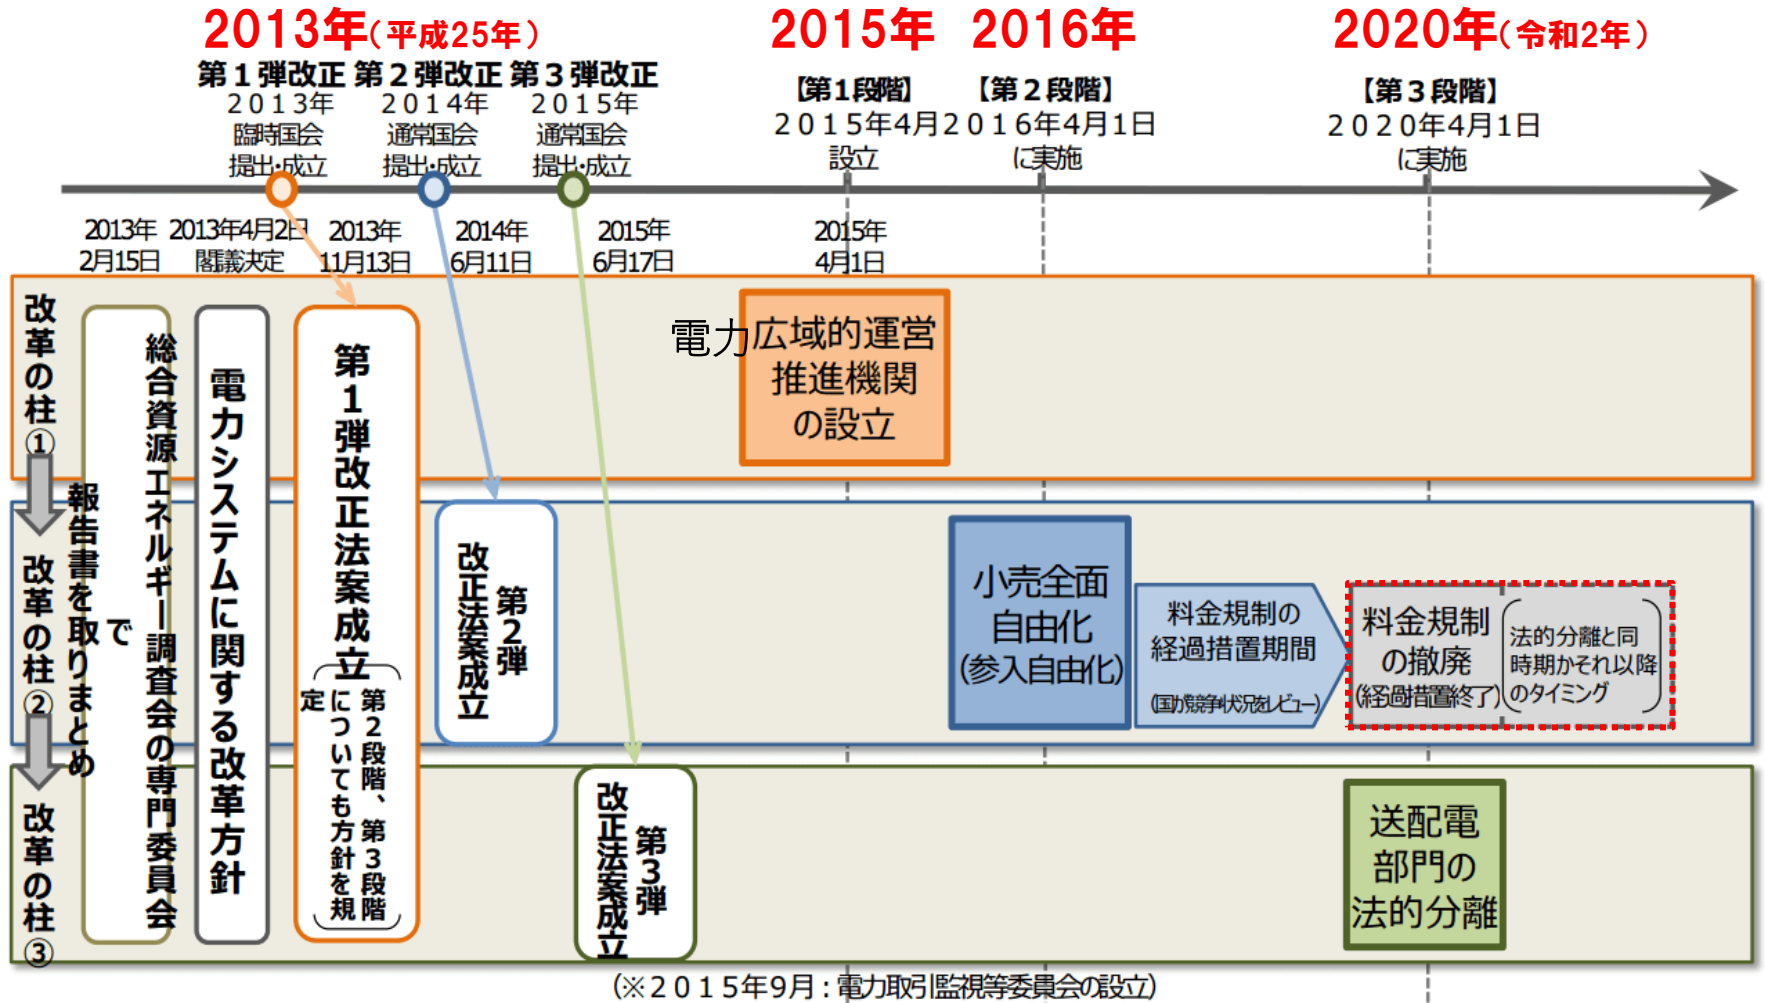 2013年(平成25年)
2015年
2016年
2020年(令和2年)
第１弾改正
２０１３年
臨時国会
提出・成立
第２弾改正
２０１４年
通常国会
提出・成立
第３弾改正
２０１５年
通常国会
提出・成立
【第1段階】
２０１５年4月
設立
【第２段階】
２０１６年4月1日
に実施
【第３段階】
２０２０年4月1日
に実施
2013年
2月15日
2013年4月2日
閣議決定
2013年
11月13日
2014年
6月11日
2015年
6月17日
2015年
4月1日
改革の柱①
改革の柱②
改革の柱③
総合資源エネルギー調査会の専門委員会
で
報告書を取りまとめ
電力システムに関する改革方針
第１弾改正法案成立
第２段階、第３段階
についても方針を規
定
第２弾
改正法案成立
第３弾
改正法案成立
電力広域的運営
推進機関
の設立
小売全面
自由化
(参入自由化)
料金規制の
経過措置期間
(国が競争状況をレビュー)
料金規制
の撤廃
(経過措置終了)
法的分離と同
時期かそれ以降
のタイミング
送配電
部門の
法的分離
(※２０１５年9月：電力取引監視等委員会の設立)